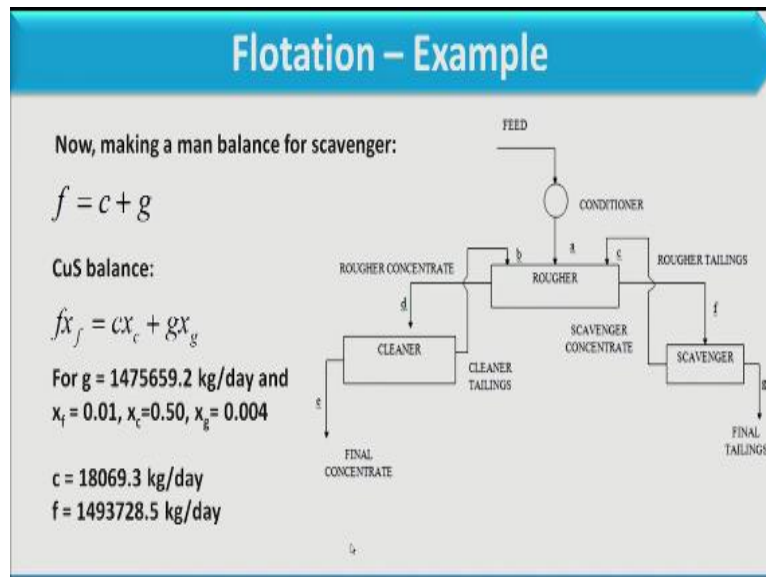 Flotation – Example
Now, making a man balance for scavenger:
f = c + g
CuS balance:
fx_f = cx_c + gx_g
For g = 1475659.2 kg/day and
x_f = 0.01, x_c=0.50, x_g= 0.004
c = 18069.3 kg/day
f = 1493728.5 kg/day
FEED
CONDITIONER
a
b
c
ROUGHER CONCENTRATE
ROUGHER
ROUGHER TAILINGS
d
f
CLEANER
CLEANER
TAILINGS
SCAVENGER
CONCENTRATE
SCAVENGER
e
g
FINAL
CONCENTRATE
FINAL
TAILINGS